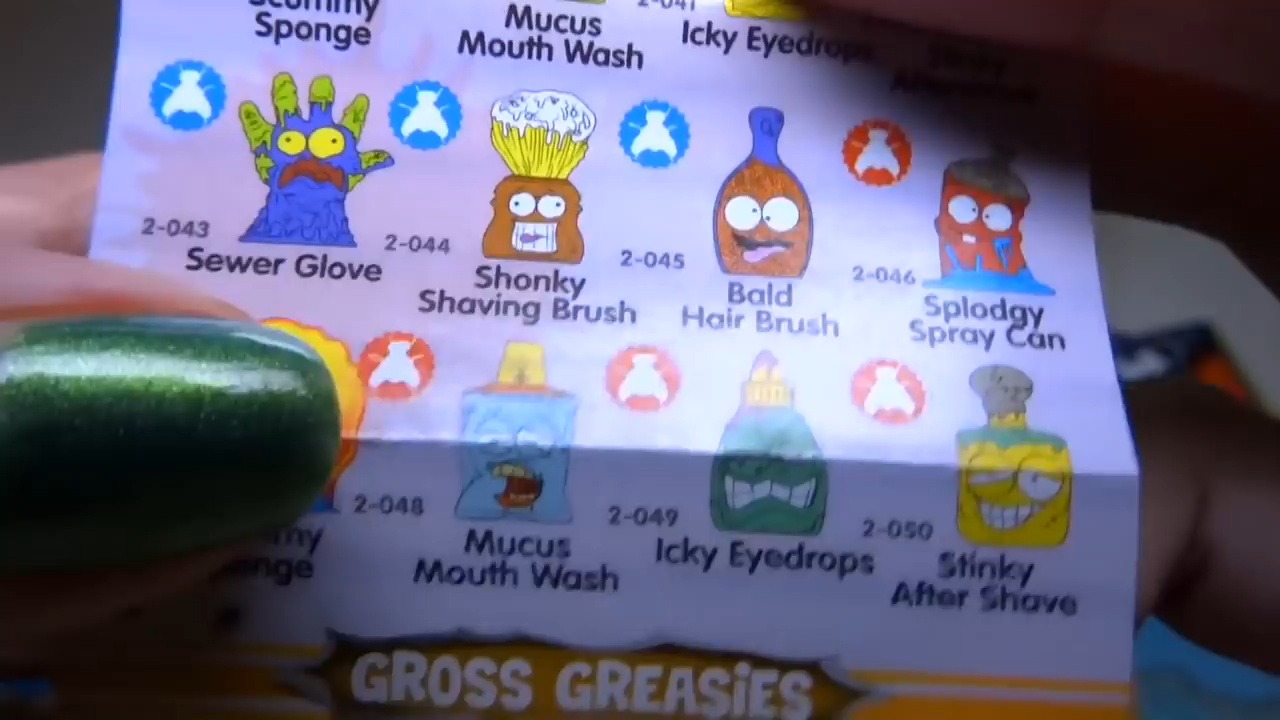 Sponge
Mucus
Mouth Wash
2-041
Icky Eyedrops
2-043
Sewer Glove
2-044
Shonky
Shaving Brush
2-045
Bald
Hair Brush
2-046
Splodgy
Spray Can
2-048
Mucus
Mouth Wash
2-049
Icky Eyedrops
2-050
Stinky
After Shave
GROSS GREASIES